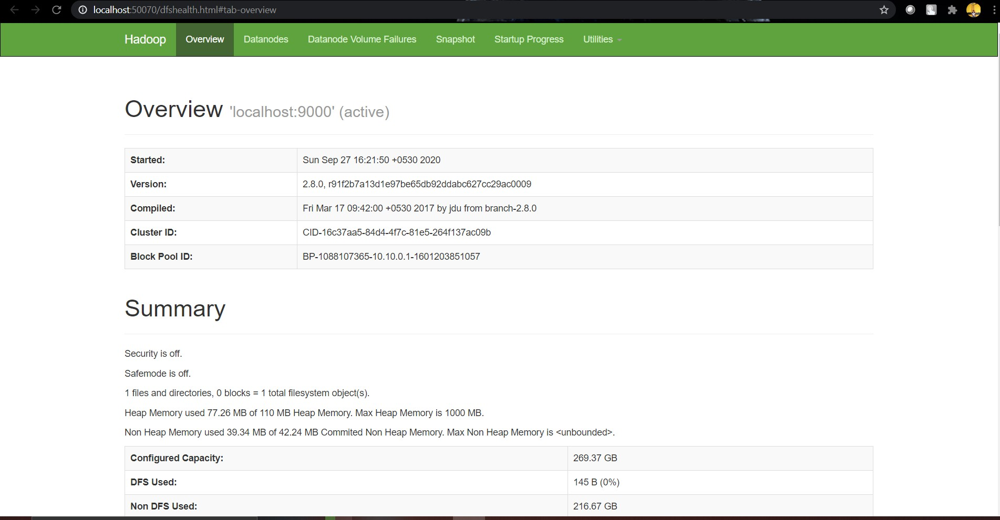 localhost:50070/dfshealth.html#tab-overview
Hadoop Overview Datanodes Datanode Volume Failures Snapshot Startup Progress Utilities
Overview 'localhost:9000' (active)
Started: Sun Sep 27 16:21:50 +0530 2020
Version: 2.8.0, r91f2b7a13d1e97be65db92ddabc627cc29ac0009
Compiled: Fri Mar 17 09:42:00 +0530 2017 by jdu from branch-2.8.0
Cluster ID: CID-16c37aa5-84d4-4f7c-81e5-264f137ac09b
Block Pool ID: BP-1088107365-10.10.0.1-1601203851057
Summary
Security is off.
Safemode is off.
1 files and directories, 0 blocks = 1 total filesystem object(s).
Heap Memory used 77.26 MB of 110 MB Heap Memory. Max Heap Memory is 1000 MB.
Non Heap Memory used 39.34 MB of 42.24 MB Commited Non Heap Memory. Max Non Heap Memory is <unbounded>.
Configured Capacity: 269.37 GB
DFS Used: 145 B (0%)
Non DFS Used: 216.67 GB